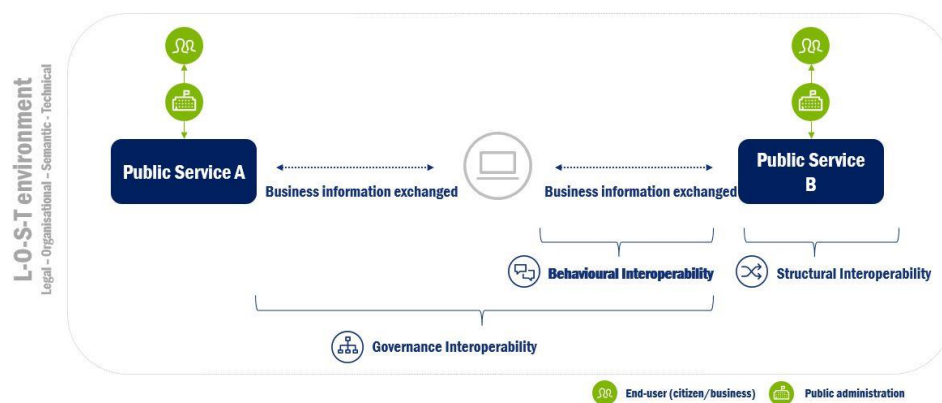 L-O-S-T environment
Legal – Organisational – Semantic - Technical
Public Service A
Public Service
B
Business information exchanged
Business information exchanged
Behavioural Interoperability
Structural Interoperability
Governance Interoperability
End-user (citizen/business)
Public administration